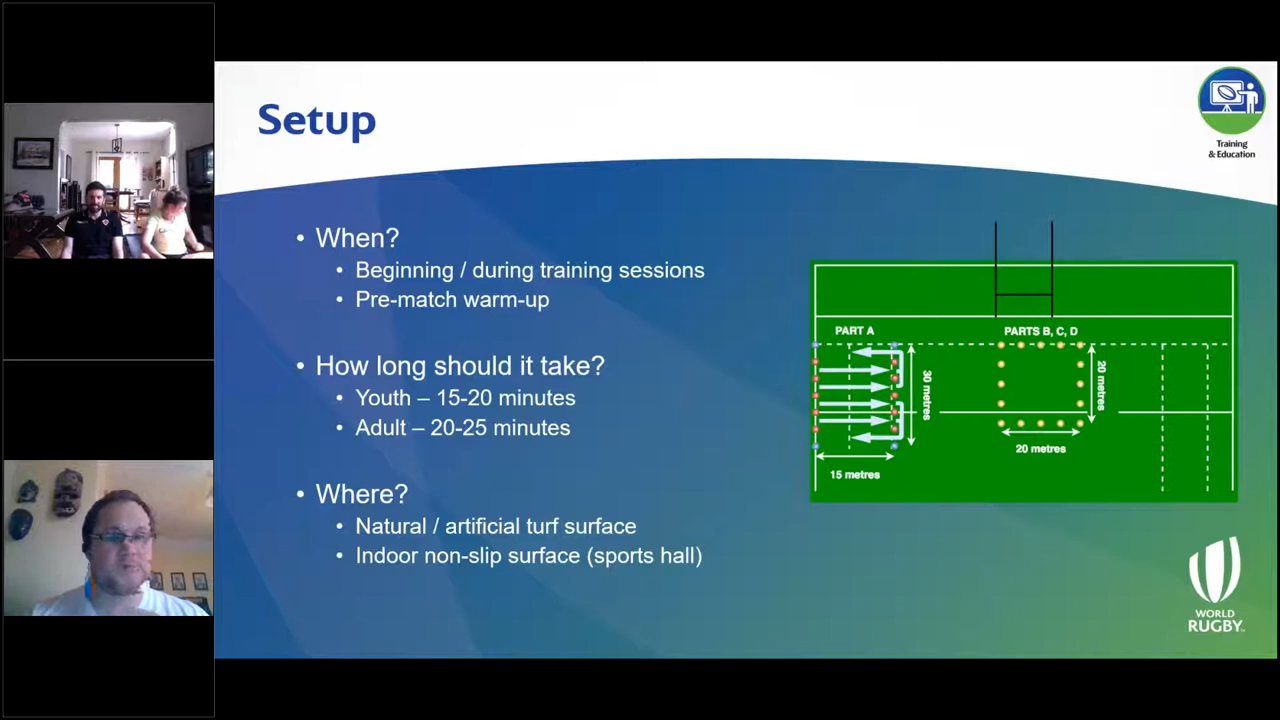 Setup
Training
& Education
• When?
• Beginning / during training sessions
• Pre-match warm-up
• How long should it take?
• Youth – 15-20 minutes
• Adult – 20-25 minutes
• Where?
• Natural / artificial turf surface
• Indoor non-slip surface (sports hall)
PART A
PARTS B, C, D
30 metres
20 metres
20 metres
15 metres
WORLD
RUGBY™